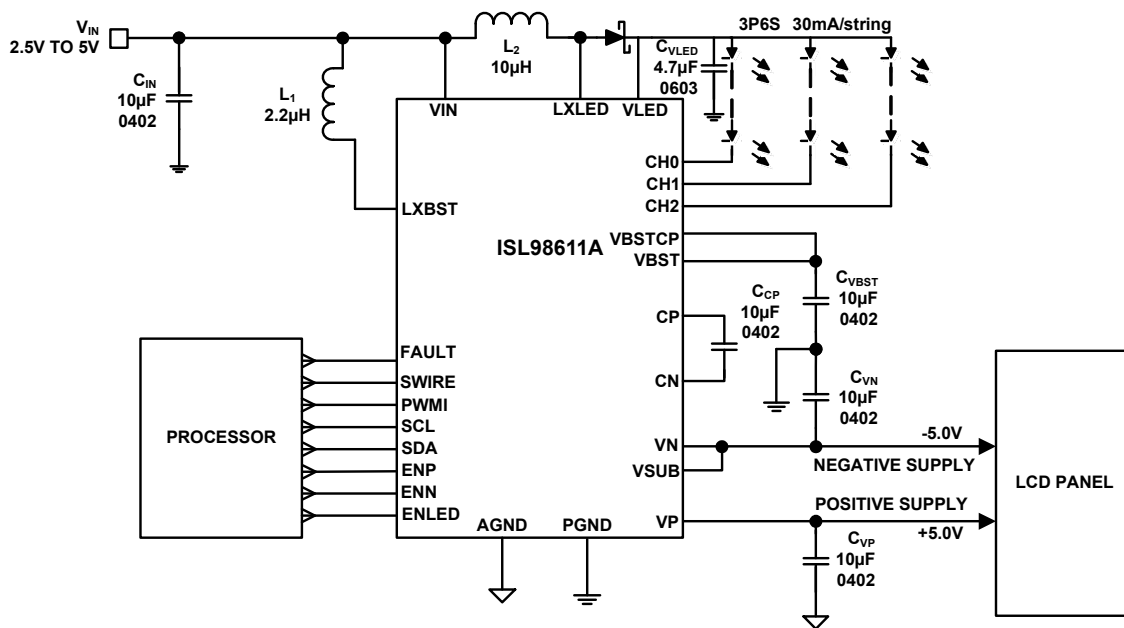 VIN
2.5V TO 5V
CIN
10µF
0402
L1
2.2µH
L2
10µH
CVLED
4.7µF
0603
3P6S 30mA/string
VIN
LXLED
VLED
LXBST
ISL98611A
CH0
CH1
CH2
VBSTCP
VBST
CP
CN
CCP
10µF
0402
CVBST
10µF
0402
CVN
10µF
0402
PROCESSOR
FAULT
SWIRE
PWMI
SCL
SDA
ENP
ENN
ENLED
AGND
PGND
VN
VSUB
VP
-5.0V
NEGATIVE SUPPLY
POSITIVE SUPPLY
+5.0V
CVP
10µF
0402
LCD PANEL